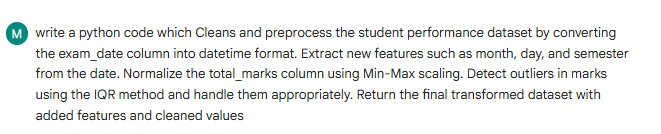 M
write a python code which Cleans and preprocess the student performance dataset by converting
the exam_date column into datetime format. Extract new features such as month, day, and semester
from the date. Normalize the total_marks column using Min-Max scaling. Detect outliers in marks
using the IQR method and handle them appropriately. Return the final transformed dataset with
added features and cleaned values